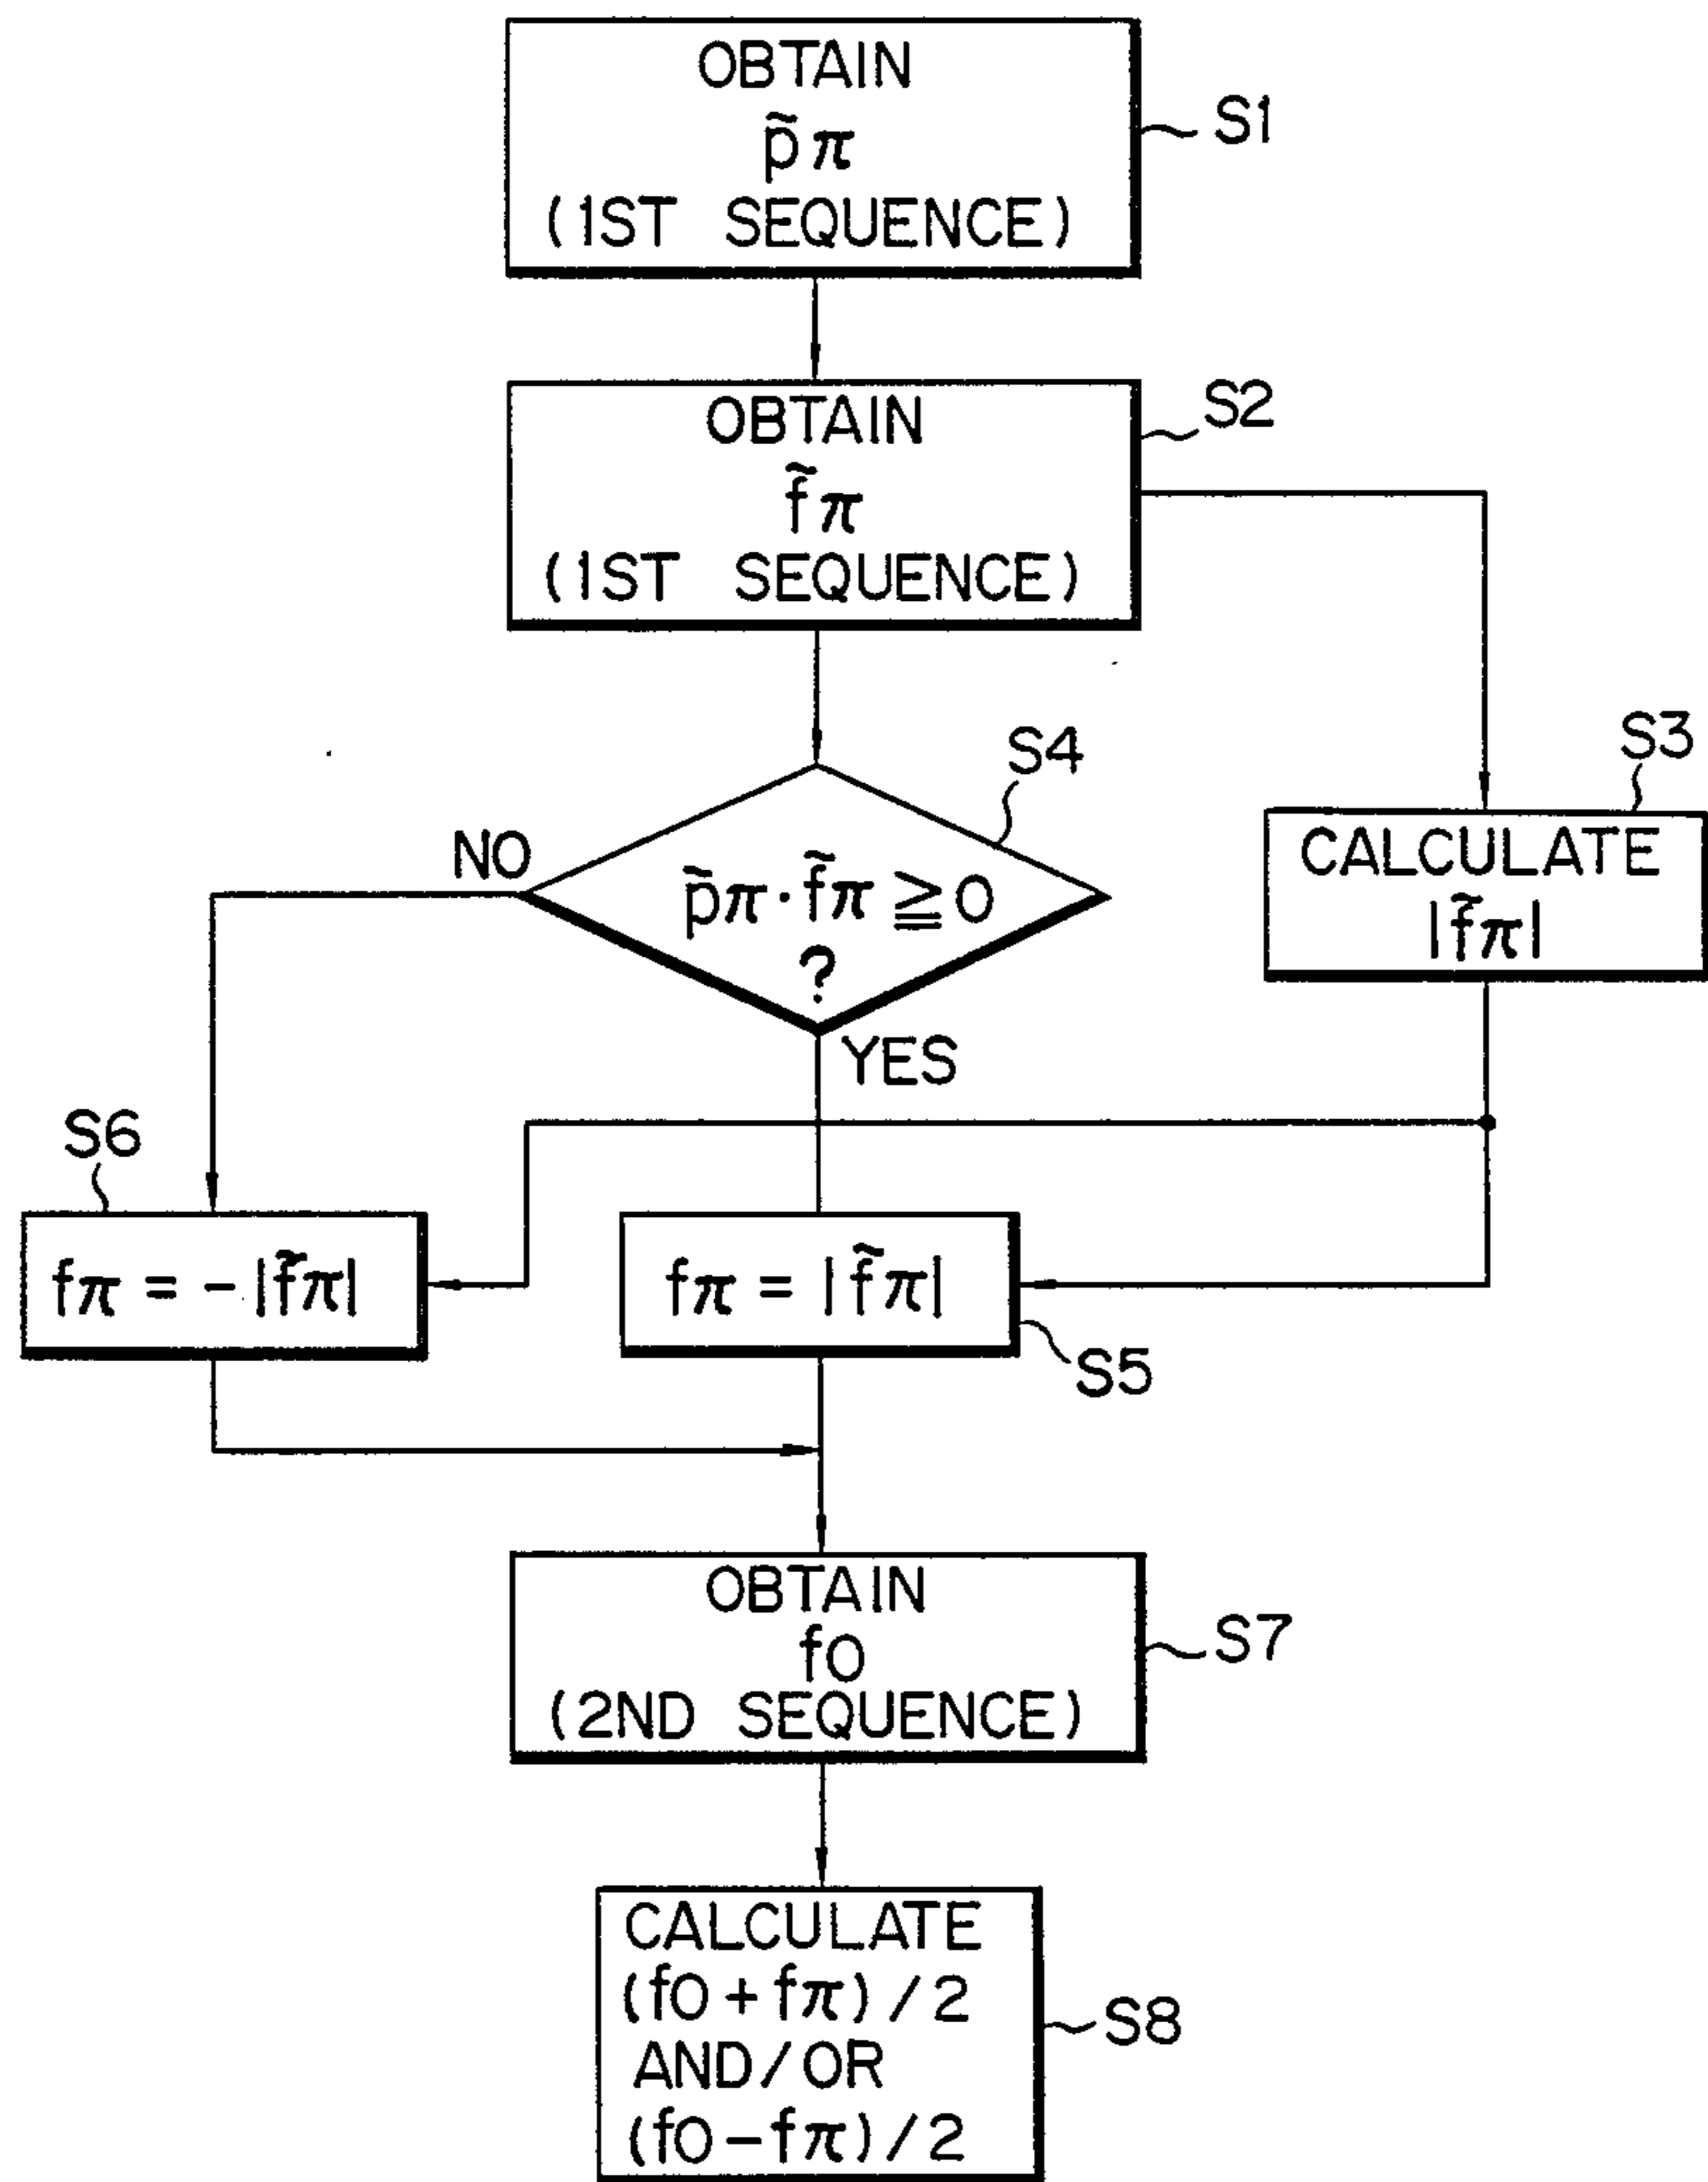 OBTAIN
p̃π
(1ST SEQUENCE)
S1
OBTAIN
f̃π
(1ST SEQUENCE)
S2
S3
CALCULATE
|f̃π|
S4
NO
p̃π·f̃π ≧ 0
?
YES
S6
fπ = -|f̃π|
fπ = |f̃π|
S5
OBTAIN
f0
(2ND SEQUENCE)
S7
CALCULATE
(f0+fπ)/2
AND/OR
(f0-fπ)/2
S8